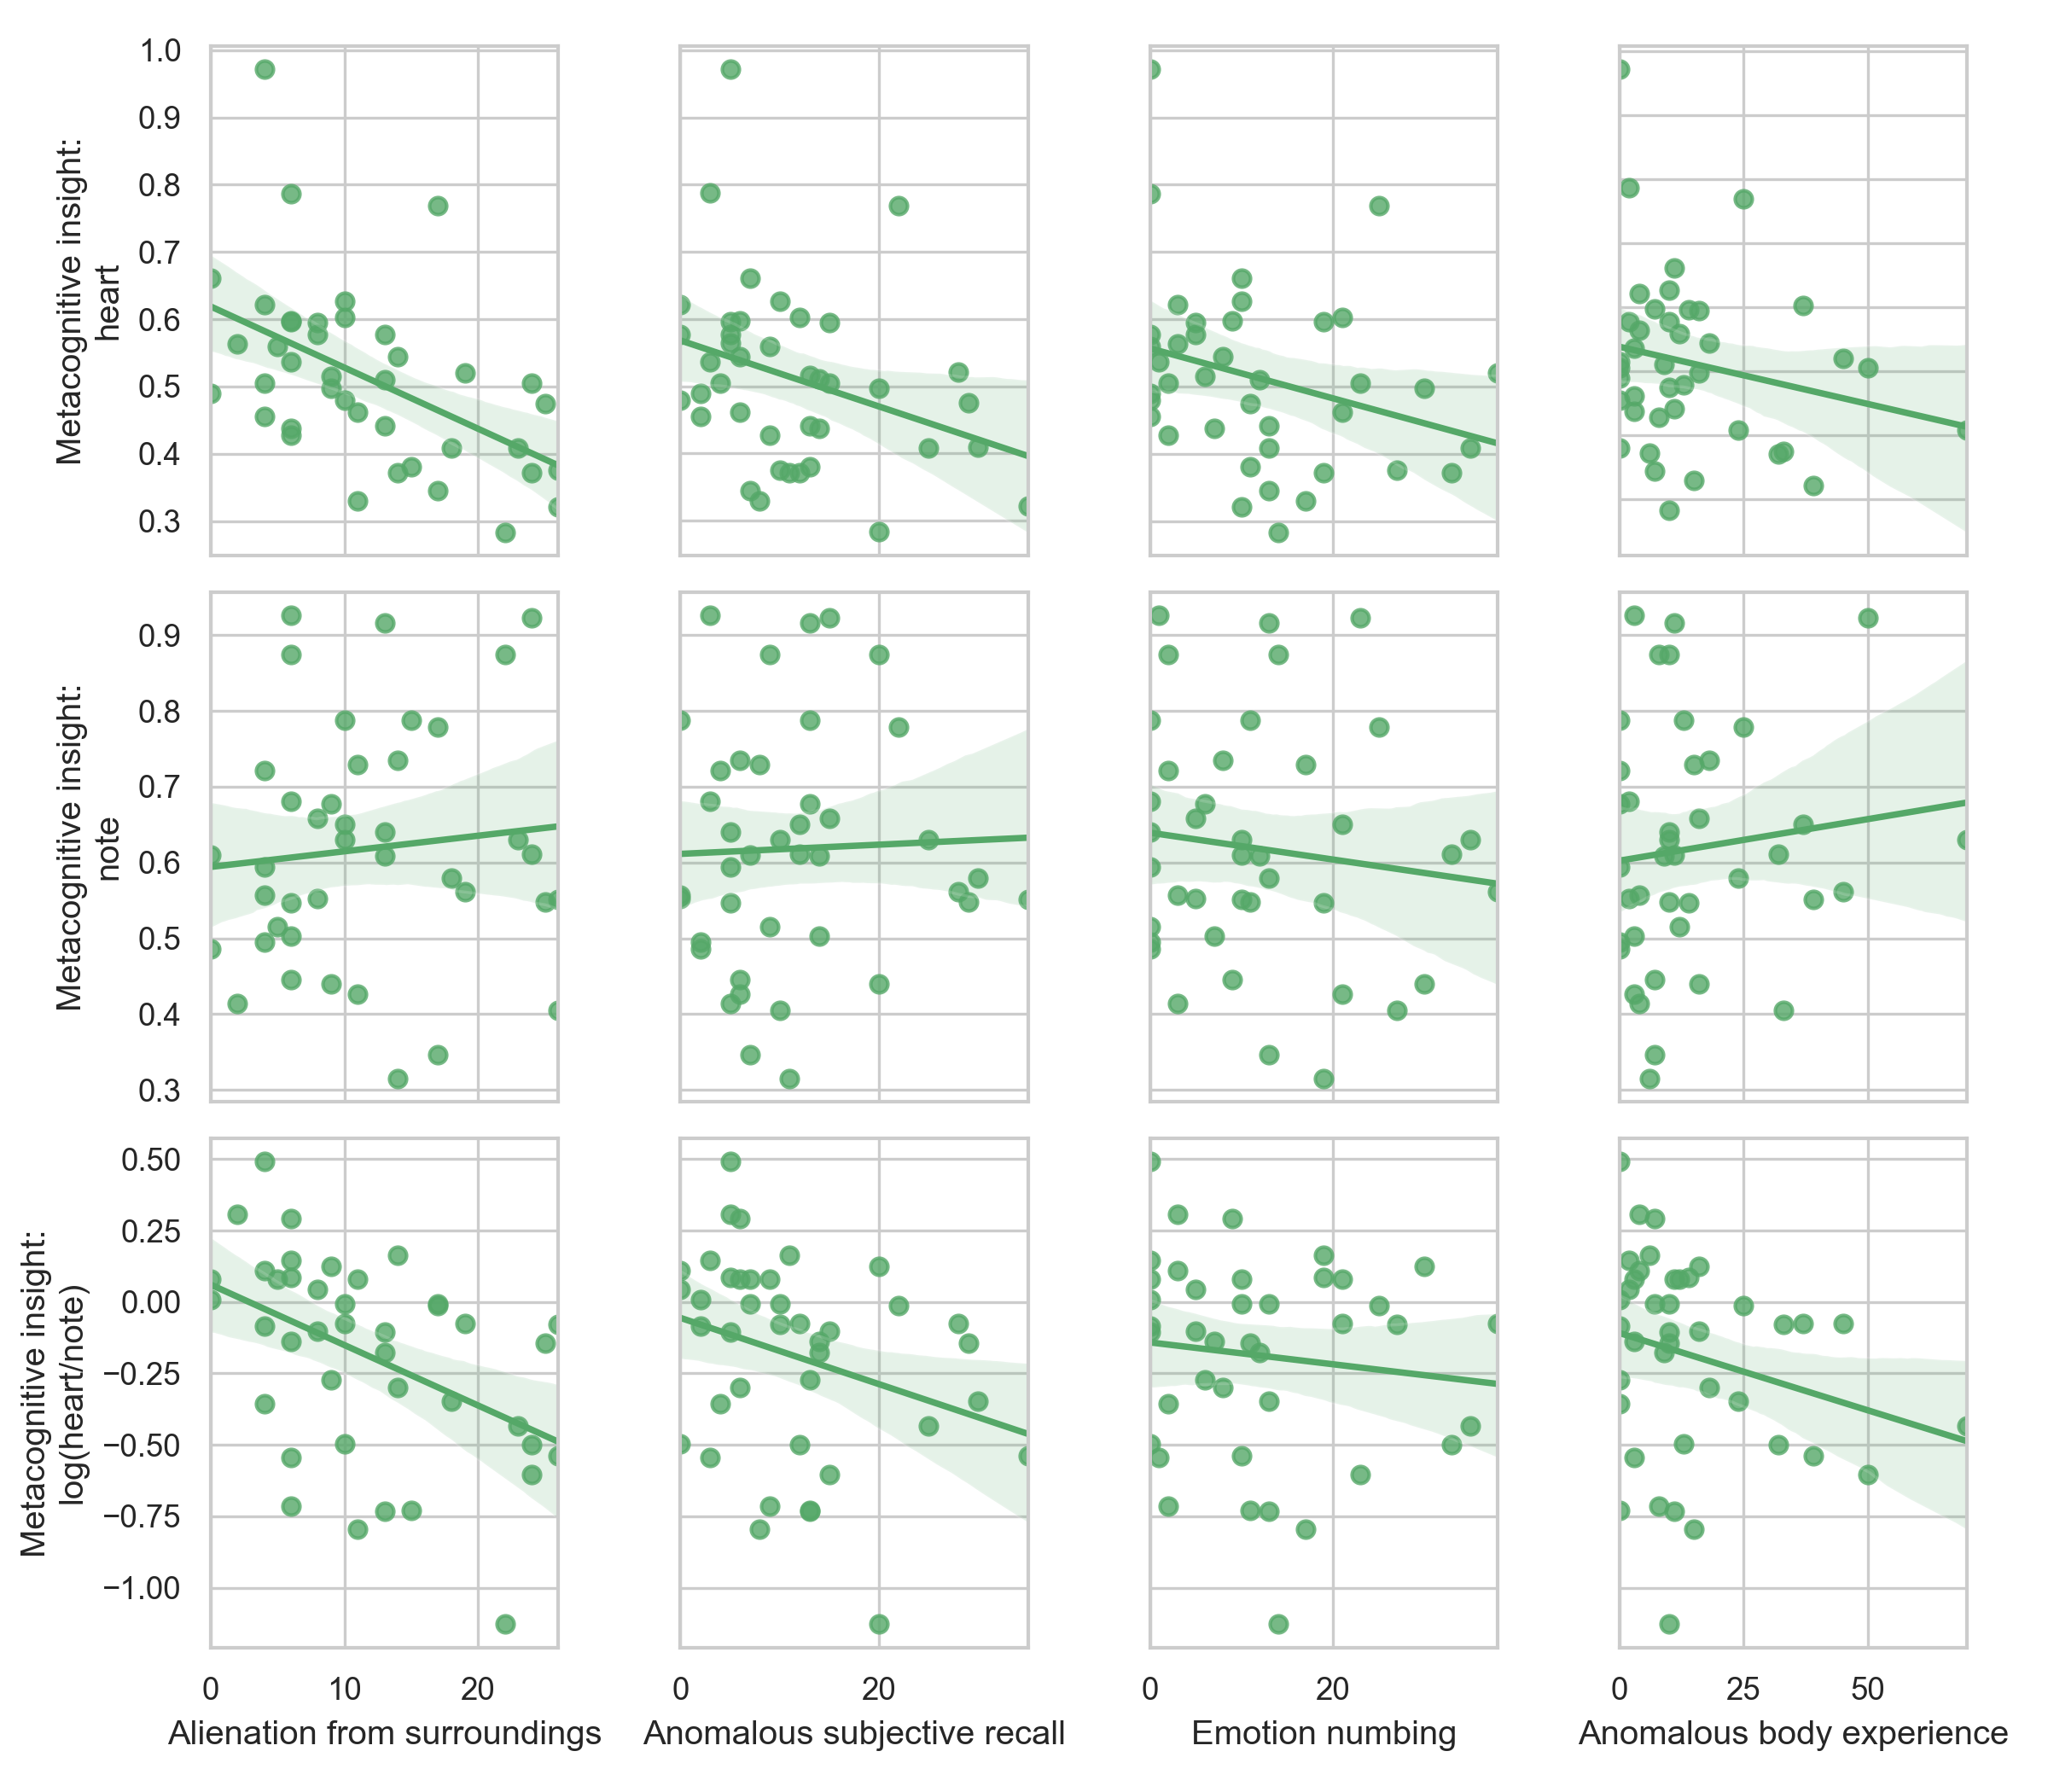 1.0
0.9
0.8
0.7
0.6
0.5
0.4
0.3
Metacognitive insight:
heart
0.9
0.8
0.7
0.6
0.5
0.4
0.3
Metacognitive insight:
note
0.50
0.25
0.00
−0.25
−0.50
−0.75
−1.00
Metacognitive insight:
log(heart/note)
0 10 20
0 20
0 20
0 25 50
Alienation from surroundings
Anomalous subjective recall
Emotion numbing
Anomalous body experience